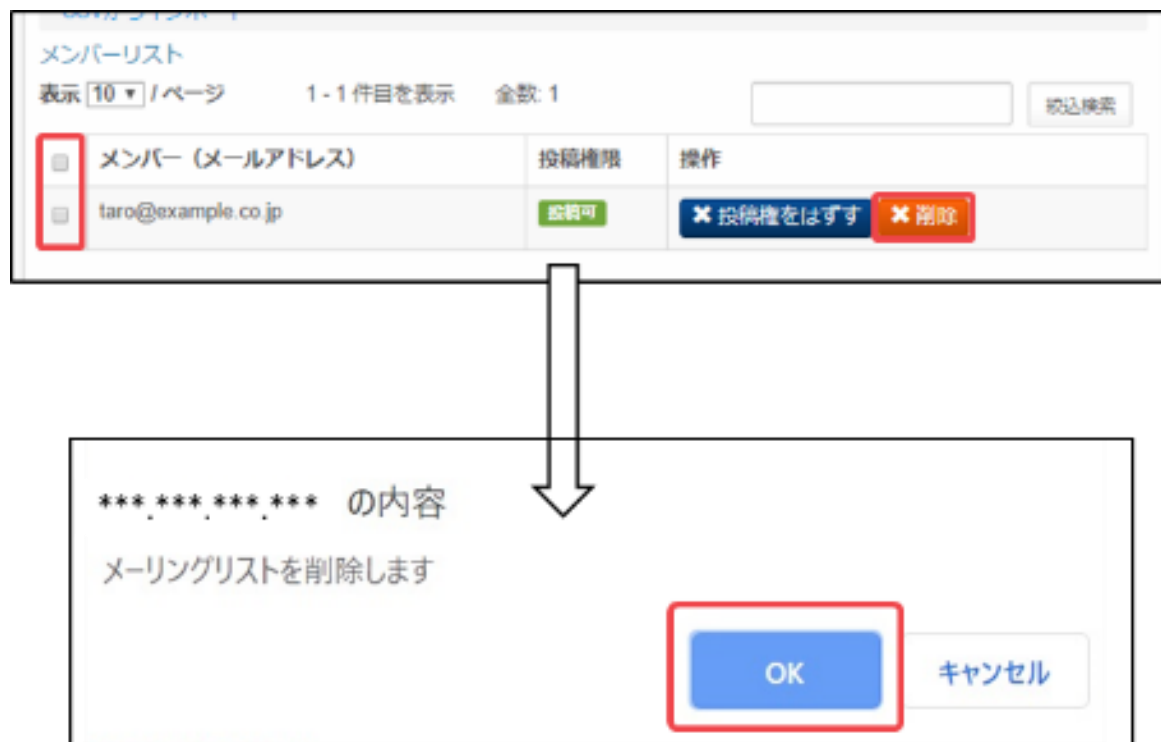 メンバーリスト
表示 10 / ページ 1 - 1 件目を表示 全数: 1 絞込検索
メンバー（メールアドレス） 投稿権限 操作
taro@example.co.jp 投稿可 ✖ 投稿権をはずす ✖ 削除
***.***.***.*** の内容
メーリングリストを削除します
OK キャンセル